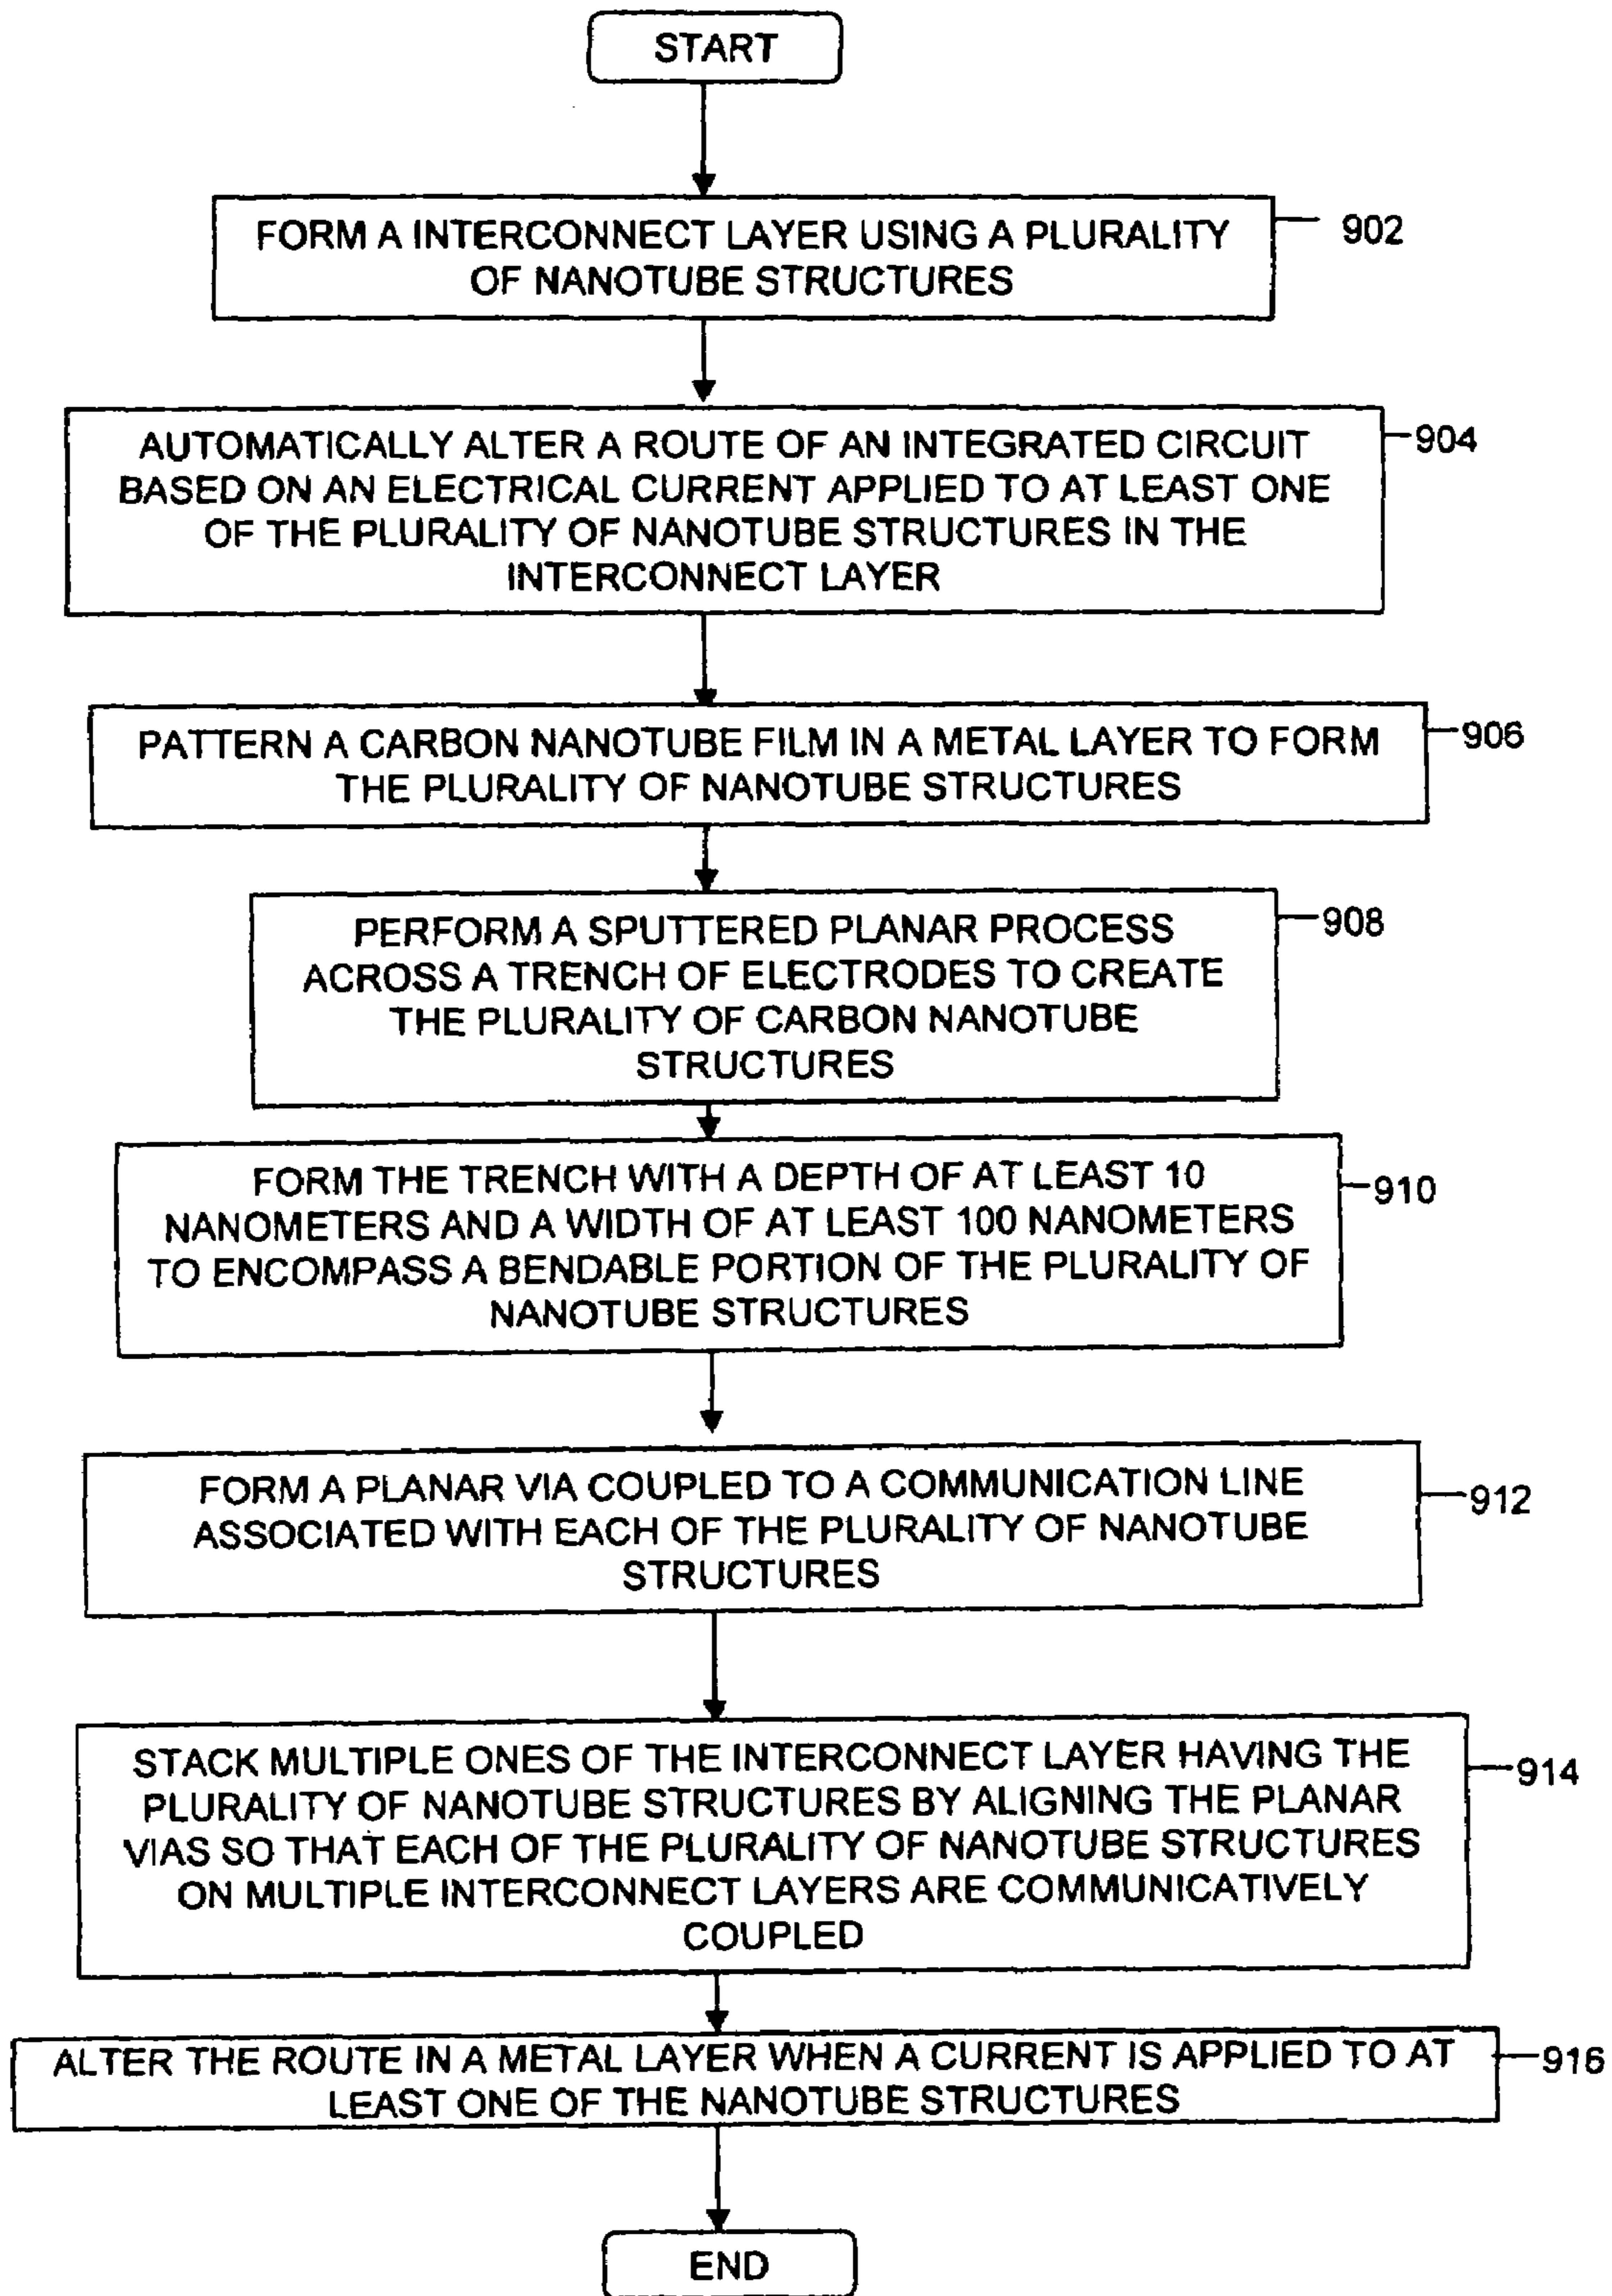 START
FORM A INTERCONNECT LAYER USING A PLURALITY
OF NANOTUBE STRUCTURES
902
AUTOMATICALLY ALTER A ROUTE OF AN INTEGRATED CIRCUIT
BASED ON AN ELECTRICAL CURRENT APPLIED TO AT LEAST ONE
OF THE PLURALITY OF NANOTUBE STRUCTURES IN THE
INTERCONNECT LAYER
904
PATTERN A CARBON NANOTUBE FILM IN A METAL LAYER TO FORM
THE PLURALITY OF NANOTUBE STRUCTURES
906
PERFORM A SPUTTERED PLANAR PROCESS
ACROSS A TRENCH OF ELECTRODES TO CREATE
THE PLURALITY OF CARBON NANOTUBE
STRUCTURES
908
FORM THE TRENCH WITH A DEPTH OF AT LEAST 10
NANOMETERS AND A WIDTH OF AT LEAST 100 NANOMETERS
TO ENCOMPASS A BENDABLE PORTION OF THE PLURALITY OF
NANOTUBE STRUCTURES
910
FORM A PLANAR VIA COUPLED TO A COMMUNICATION LINE
ASSOCIATED WITH EACH OF THE PLURALITY OF NANOTUBE
STRUCTURES
912
STACK MULTIPLE ONES OF THE INTERCONNECT LAYER HAVING THE
PLURALITY OF NANOTUBE STRUCTURES BY ALIGNING THE PLANAR
VIAS SO THAT EACH OF THE PLURALITY OF NANOTUBE STRUCTURES
ON MULTIPLE INTERCONNECT LAYERS ARE COMMUNICATIVELY
COUPLED
914
ALTER THE ROUTE IN A METAL LAYER WHEN A CURRENT IS APPLIED TO AT
LEAST ONE OF THE NANOTUBE STRUCTURES
916
END